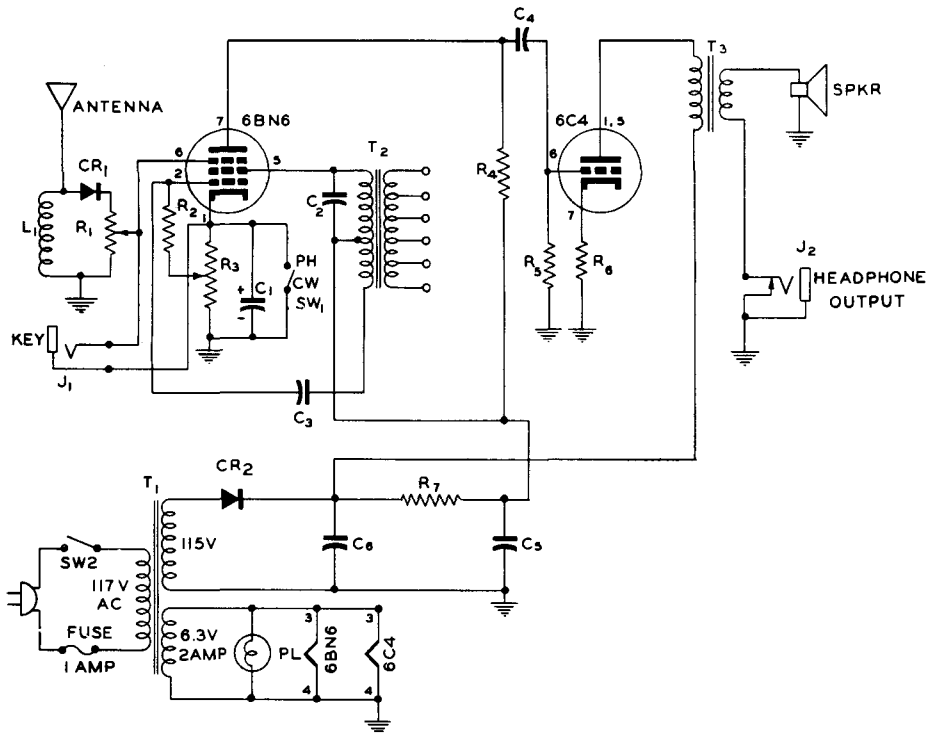 C4
T3
ANTENNA
7
6BN6
6C4
1, 5
SPKR
6
5
T2
6
CR1
2
R4
L1
R1
R2
1
C2
7
R3
PH
CW
SW1
+
C1
-
R5
R6
J2
HEADPHONE
OUTPUT
KEY
J1
C3
CR2
T1
R7
115V
C6
C5
SW2
117V
AC
FUSE
1 AMP
6.3V
2AMP
PL
3
6BN6
4
3
6C4
4